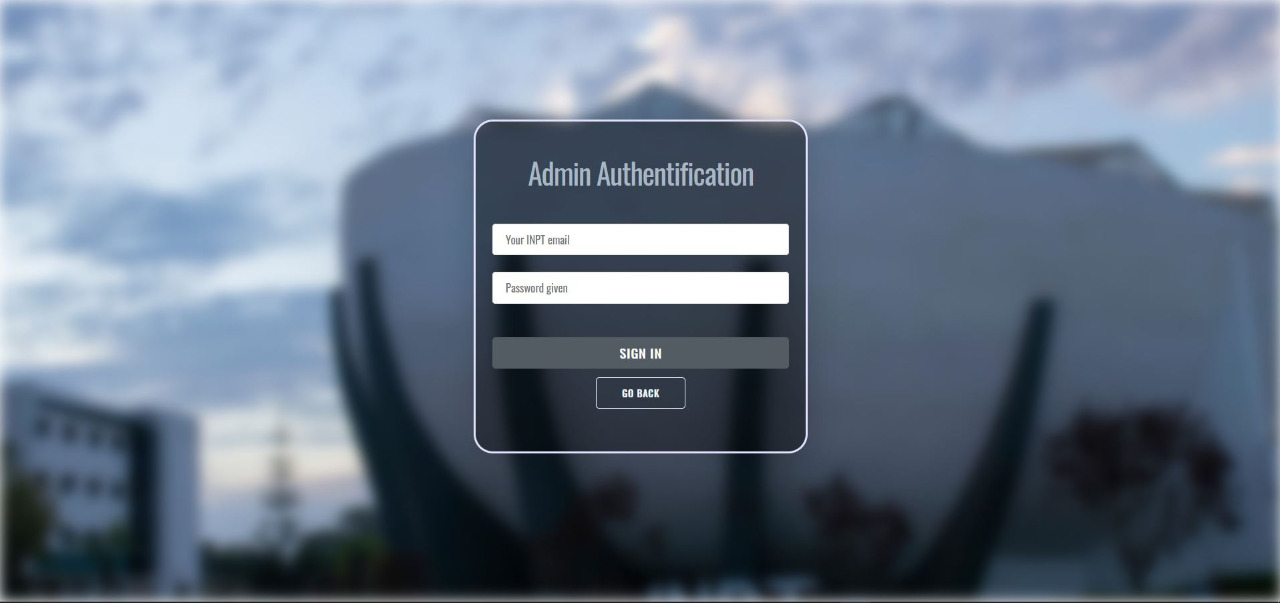 Admin Authentification
Your INPT email
Password given
SIGN IN
GO BACK